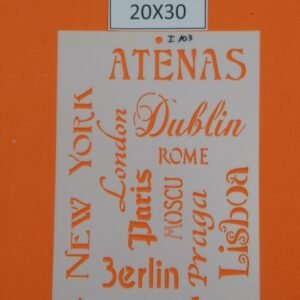 20X30
I 103
ATENAS
NEW YORK
London
Dublin
ROME
Paris
MOSCU
Praga
Lisboa
Berlin